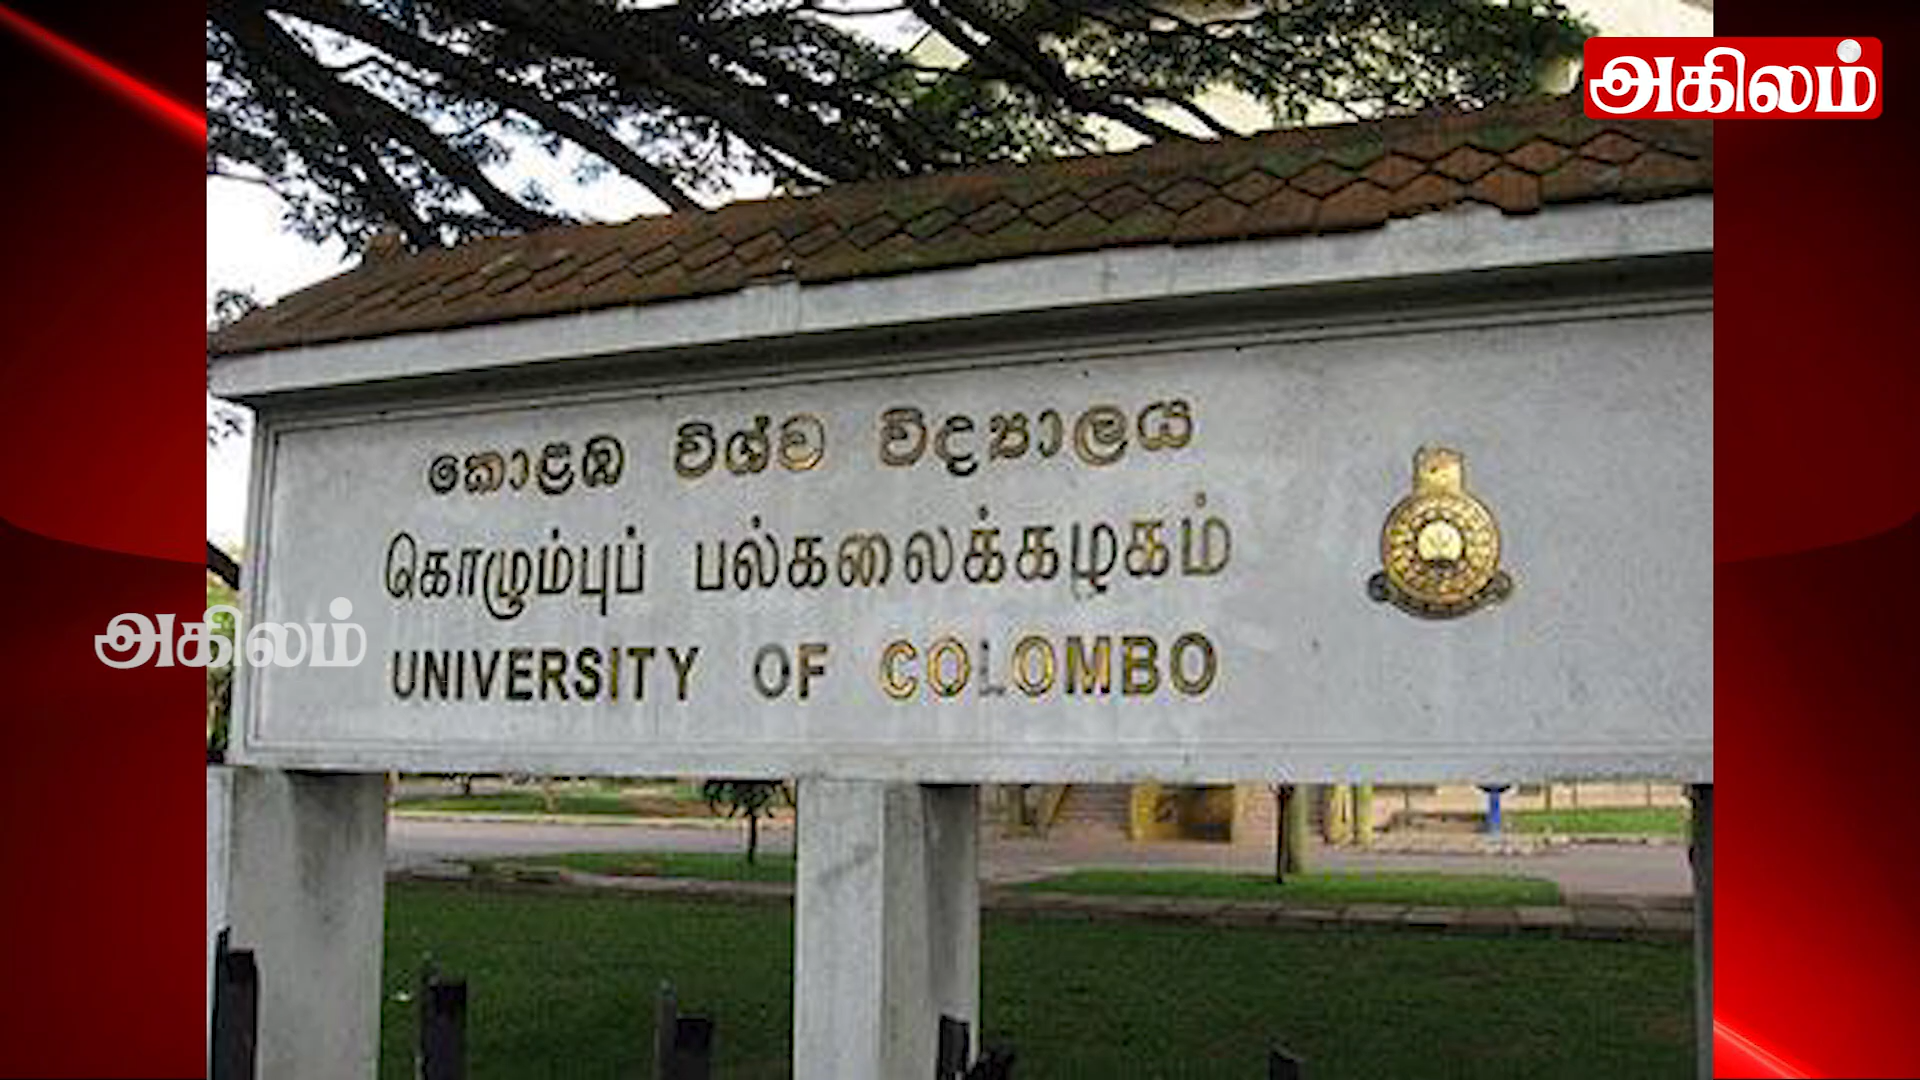 அகிலம்
කොළඹ විශ්ව විද්‍යාලය
கொழும்புப் பல்கலைக்கழகம்
அகிலம்
UNIVERSITY OF COLOMBO